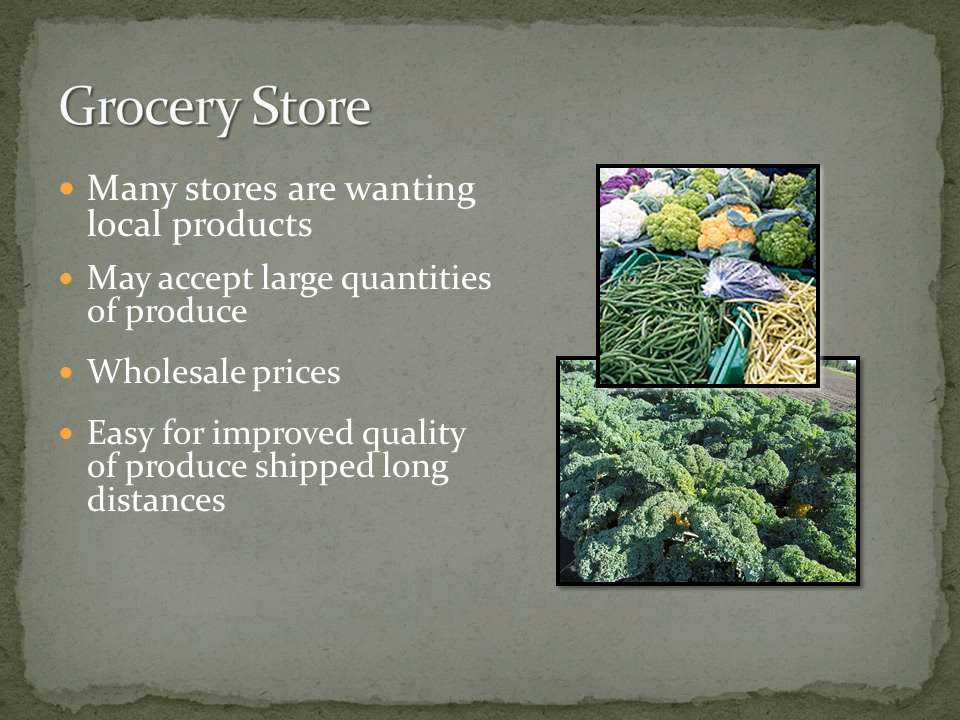 Grocery Store
• Many stores are wanting
local products
• May accept large quantities
of produce
• Wholesale prices
• Easy for improved quality
of produce shipped long
distances